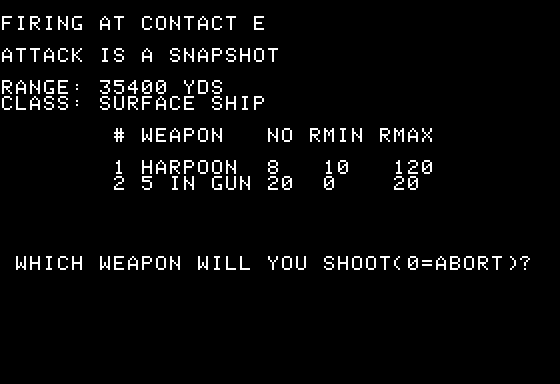 FIRING AT CONTACT E
ATTACK IS A SNAPSHOT
RANGE: 35400 YDS
CLASS: SURFACE SHIP
# WEAPON NO RMIN RMAX
1 HARPOON 8 10 120
2 5 IN GUN 20 0 20
WHICH WEAPON WILL YOU SHOOT(0=ABORT)?